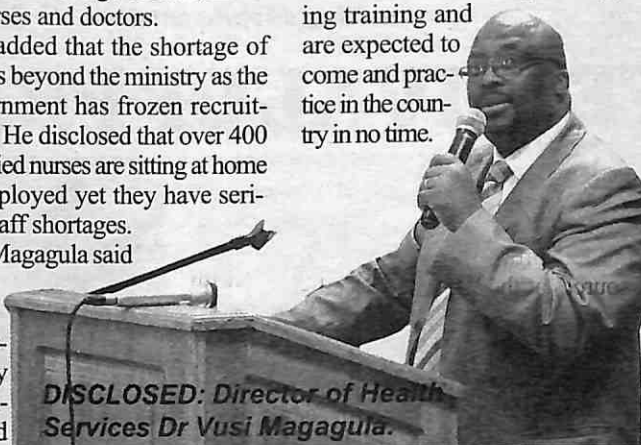 ses and doctors.
added that the shortage of
s beyond the ministry as the
rnment has frozen recruit-
He disclosed that over 400
ied nurses are sitting at home
ployed yet they have seri-
aff shortages.
Magagula said
y
d
ing training and
are expected to
come and prac-
tice in the coun-
try in no time.
DISCLOSED: Director of Health
Services Dr Vusi Magagula.